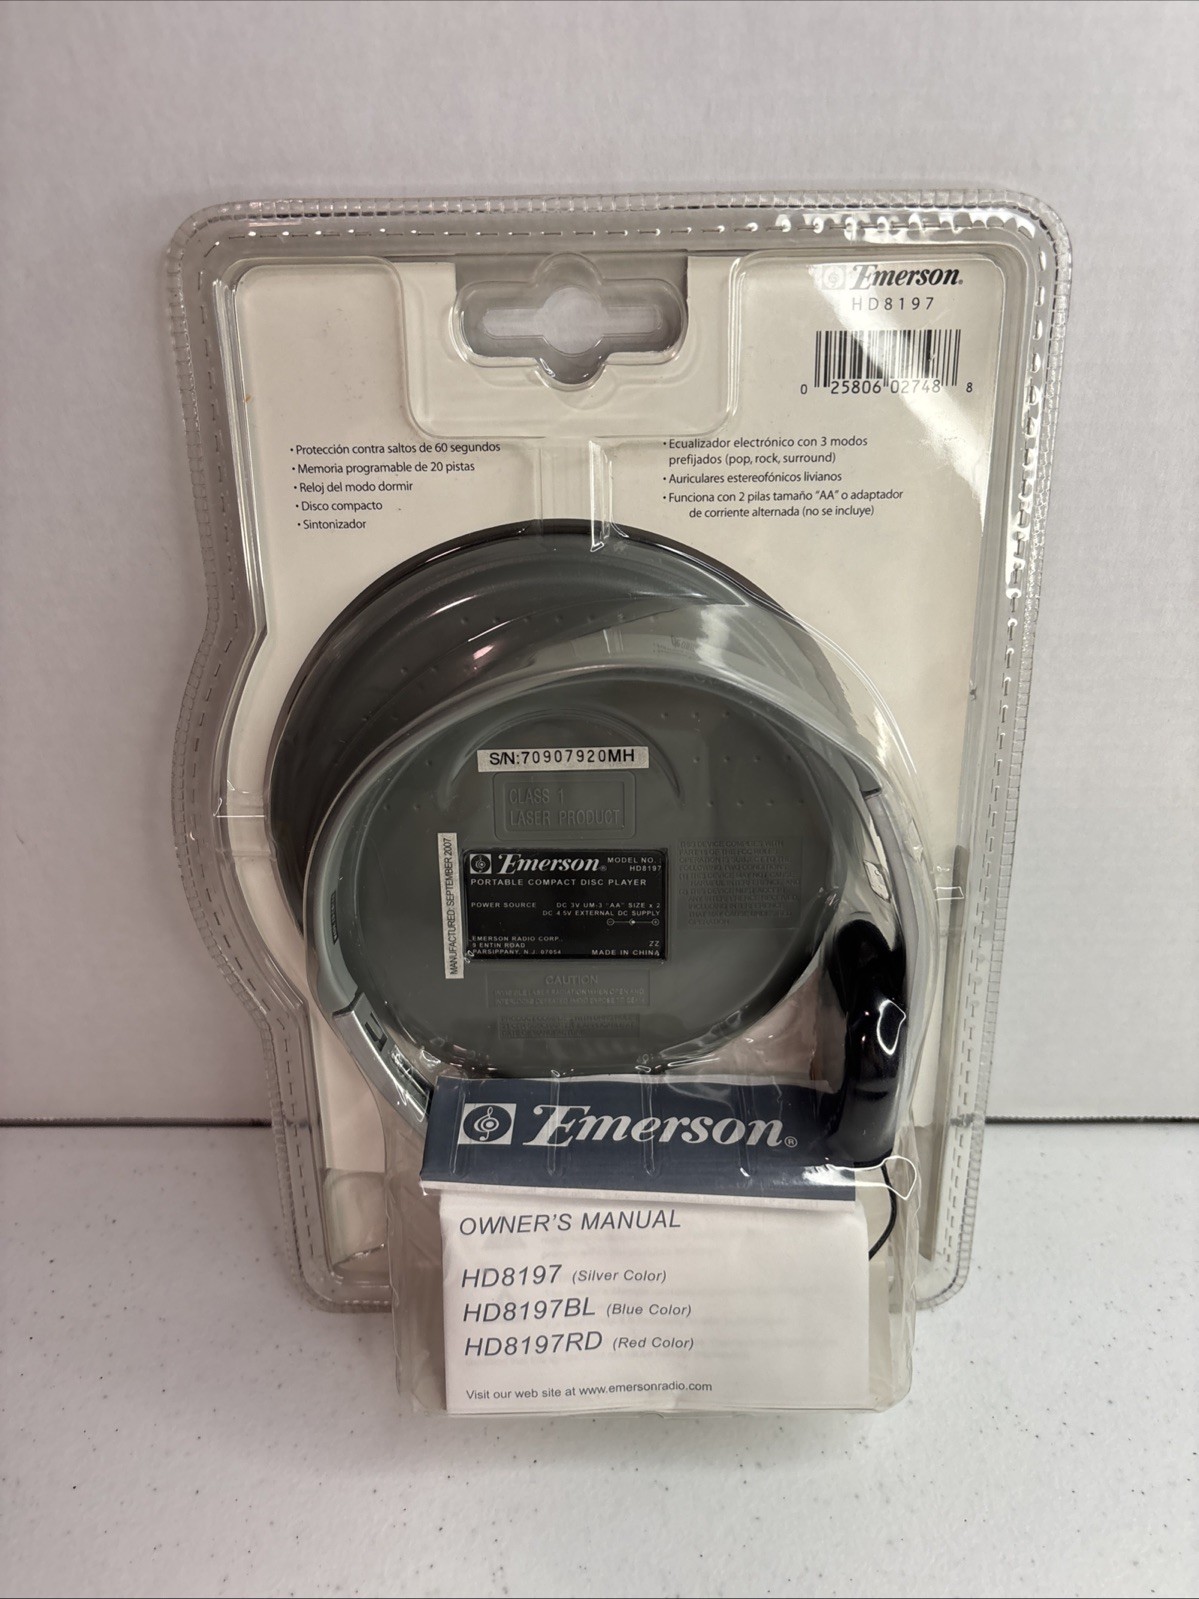 Emerson®
HD8197
0 25806 02748 8
• Protección contra saltos de 60 segundos
• Memoria programable de 20 pistas
• Reloj del modo dormir
• Disco compacto
• Sintonizador
• Ecualizador electrónico con 3 modos
prefijados (pop, rock, surround)
• Auriculares estereofónicos livianos
• Funciona con 2 pilas tamaño "AA" o adaptador
de corriente alternada (no se incluye)
S/N:70907920MH
CLASS 1
LASER PRODUCT
MANUFACTURED: SEPTEMBER 2007
Emerson® MODEL NO.
HD8197
PORTABLE COMPACT DISC PLAYER
POWER SOURCE DC 3V UM-3 "AA" SIZE x 2
DC 4.5V EXTERNAL DC SUPPLY
EMERSON RADIO CORP.
9 ENTIN ROAD ZZ
PARSIPPANY, N.J. 07054 MADE IN CHINA
CAUTION
Emerson®
OWNER'S MANUAL
HD8197 (Silver Color)
HD8197BL (Blue Color)
HD8197RD (Red Color)
Visit our web site at www.emersonradio.com